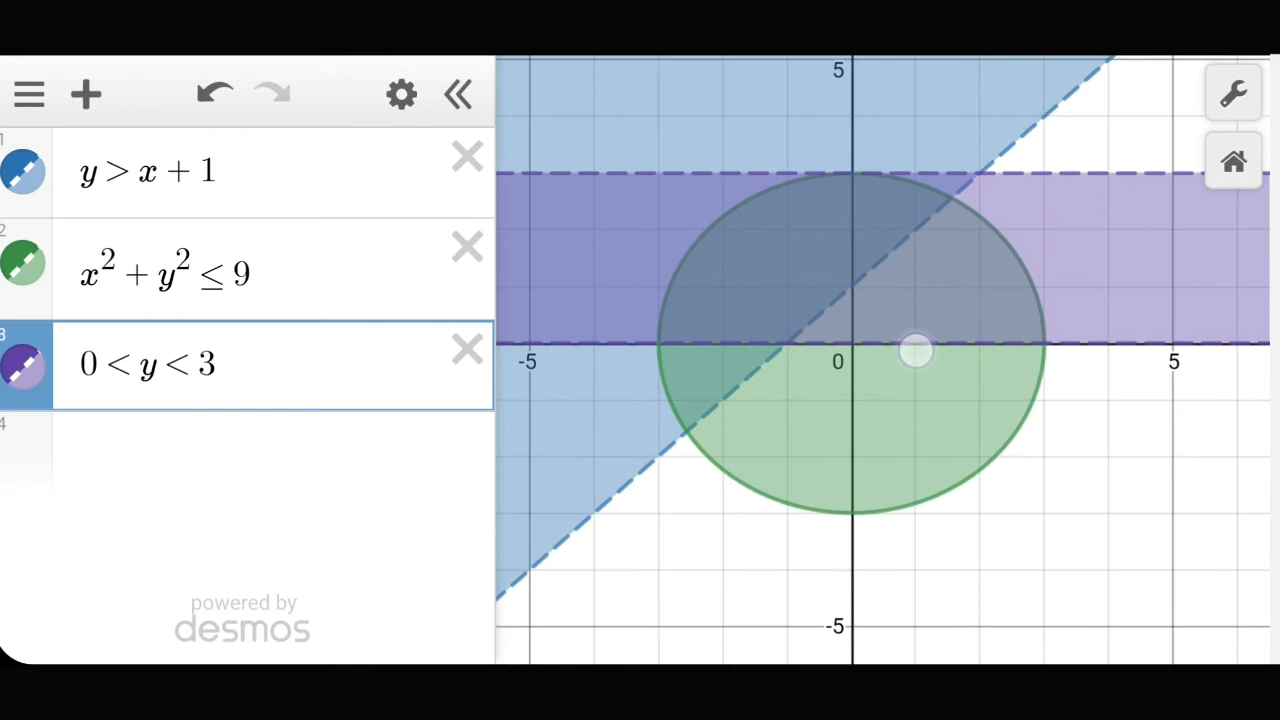 1
y > x + 1
2
x² + y² ≤ 9
3
0 < y < 3
4
powered by
desmos
5
-5
0
5
-5